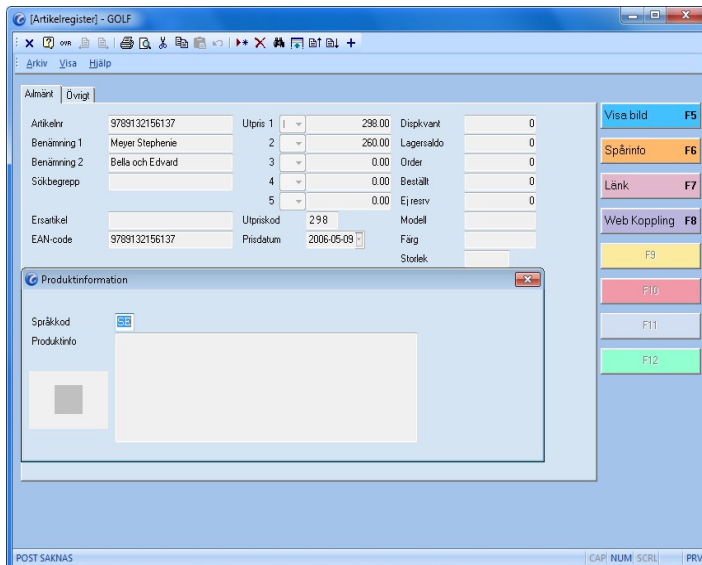 [Artikelregister] - GOLF
OVR
Arkiv Visa Hjälp
Admänt Övrigt
Artikelnr 9789132156137 Utpris 1 298.00 Dispkvant 0
Benämning 1 Meyer Stephenie 2 260.00 Lagersaldo 0
Benämning 2 Bella och Edvard 3 0.00 Order 0
Sökbegrepp 4 0.00 Beställt 0
5 0.00 Ej resrv 0
Ersartikel Utpriskod 298 Modell
EAN-code 9789132156137 Prisdatum 2006-05-09 Färg
Storlek
Visa bild F5
Spårinfo F6
Länk F7
Web Koppling F8
F9
F10
F11
F12
Produktinformation
Språkkod SE
Produktinfo
POST SAKNAS CAP NUM SCRL PRV